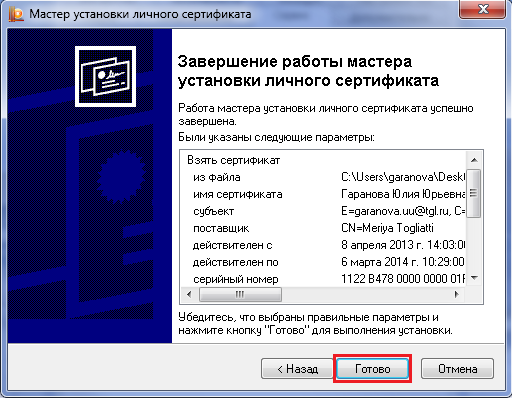 Мастер установки личного сертификата
Завершение работы мастера
установки личного сертификата
Работа мастера установки личного сертификата успешно
завершена.
Были указаны следующие параметры:
Взять сертификат
из файла C:\Users\garanova\Desk
имя сертификата Гаранова Юлия Юрьевна
субъект E=garanova.uu@tgl.ru, C=
поставщик CN=Meriya Togliatti
действителен с 8 апреля 2013 г. 14:03:00
действителен по 6 марта 2014 г. 10:29:00
серийный номер 1122 B478 0000 0000 01F
Убедитесь, что выбраны правильные параметры и
нажмите кнопку "Готово" для выполнения установки.
< Назад Готово Отмена